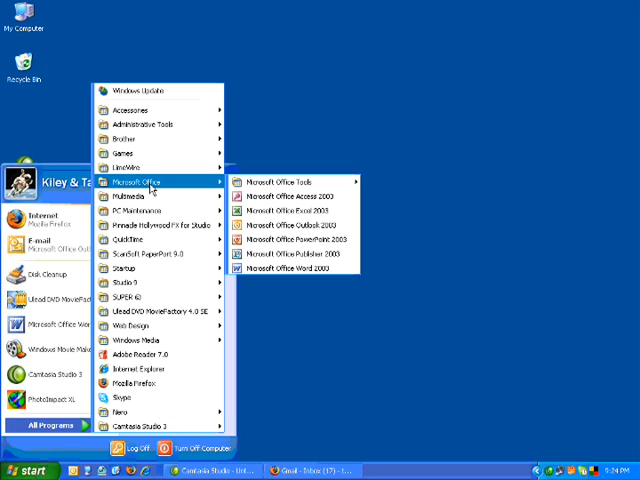 My Computer
Recycle Bin
Windows Update
Accessories
Administrative Tools
Brother
Games
LimeWire
Microsoft Office
Multimedia
PC Maintenance
Pinnacle Hollywood FX for Studio
QuickTime
ScanSoft PaperPort 9.0
Startup
Studio 9
Ulead DVD MovieFactory 4.0 SE
Web Design
Windows Media
Adobe Reader 7.0
Internet Explorer
Mozilla Firefox
Skype
Nero
Camtasia Studio 3
Microsoft Office Tools
Microsoft Office Access 2003
Microsoft Office Excel 2003
Microsoft Office Outlook 2003
Microsoft Office PowerPoint 2003
Microsoft Office Publisher 2003
Microsoft Office Word 2003
Kiley & Ta
Internet
Mozilla Firefox
E-mail
Microsoft Office Out
Disk Cleanup
Ulead DVD MovieFact
Microsoft Office Wor
Windows Movie Make
Camtasia Studio 3
PhotoImpact XL
All Programs
Log Off
Turn Off Computer
start
Camtasia Studio - Unt...
Gmail - Inbox (17) - ...
5:24 PM